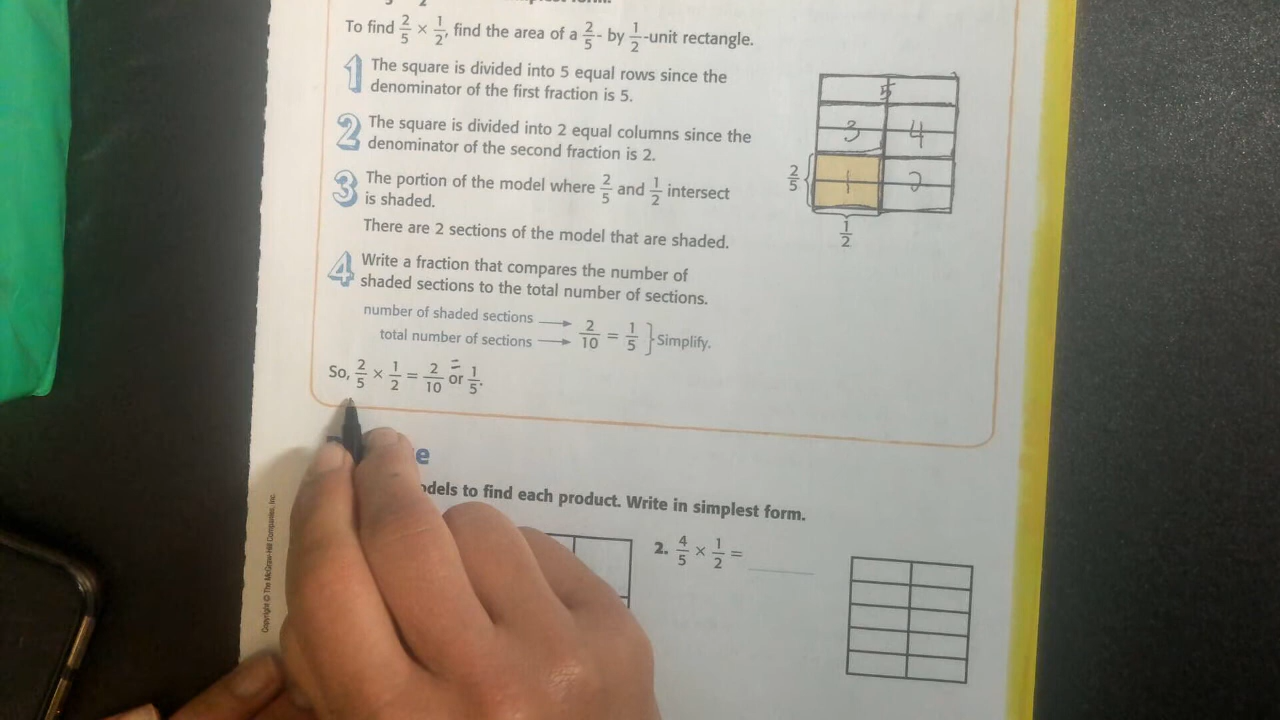 To find 2/5 × 1/2, find the area of a 2/5- by 1/2-unit rectangle.
1 The square is divided into 5 equal rows since the
denominator of the first fraction is 5.
2 The square is divided into 2 equal columns since the
denominator of the second fraction is 2.
3 The portion of the model where 2/5 and 1/2 intersect
is shaded.
There are 2 sections of the model that are shaded.
4 Write a fraction that compares the number of
shaded sections to the total number of sections.
number of shaded sections → 2/10 = 1/5 } Simplify.
total number of sections →
So, 2/5 × 1/2 = 2/10 = or 1/5.
5
3 4
2/5 1 2
1/2
to find each product. Write in simplest form.
2. 4/5 × 1/2 = ____
Copyright © The McGraw-Hill Companies, Inc.